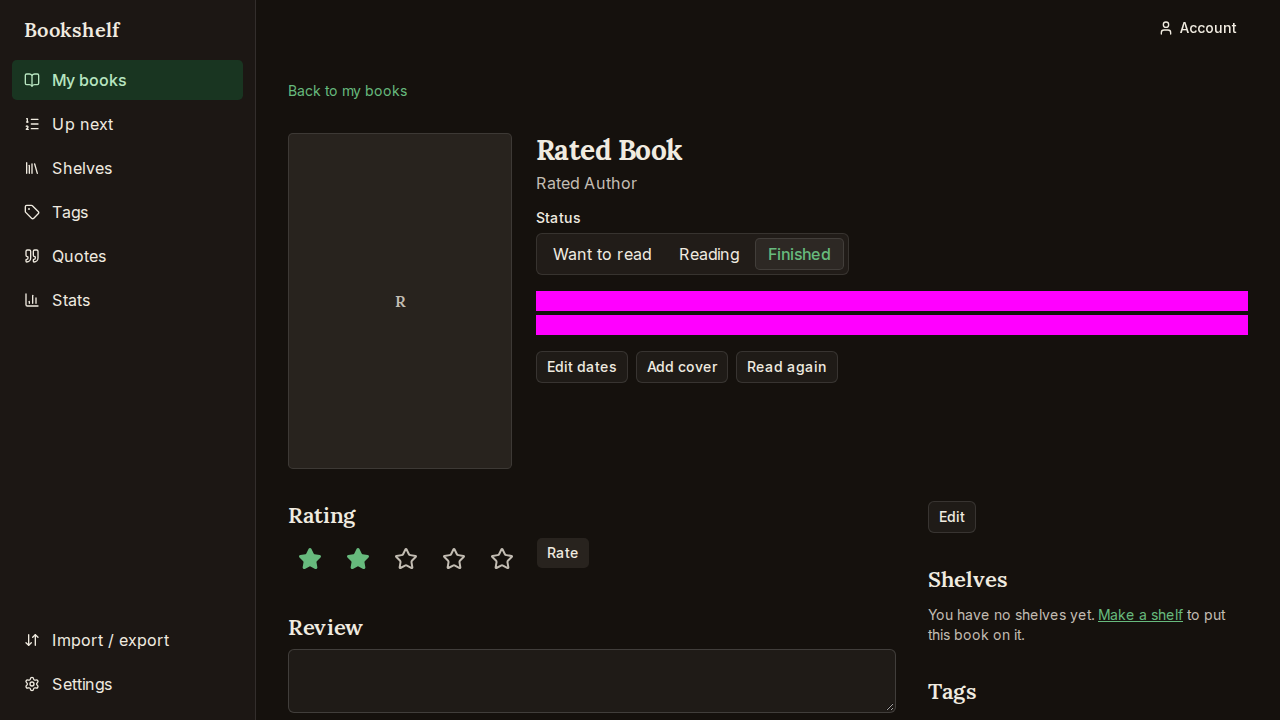 Bookshelf
My books
Up next
Shelves
Tags
Quotes
Stats
Import / export
Settings
Account
Back to my books
R
Rated Book
Rated Author
Status
Want to read
Reading
Finished
Edit dates
Add cover
Read again
Rating
Rate
Review
Edit
Shelves
You have no shelves yet. Make a shelf to put
this book on it.
Tags